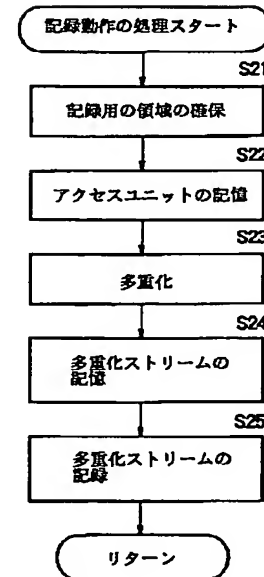 記録動作の処理スタート
S21
記録用の領域の確保
S22
アクセスユニットの記憶
S23
多重化
S24
多重化ストリームの
記憶
S25
多重化ストリームの
記録
リターン